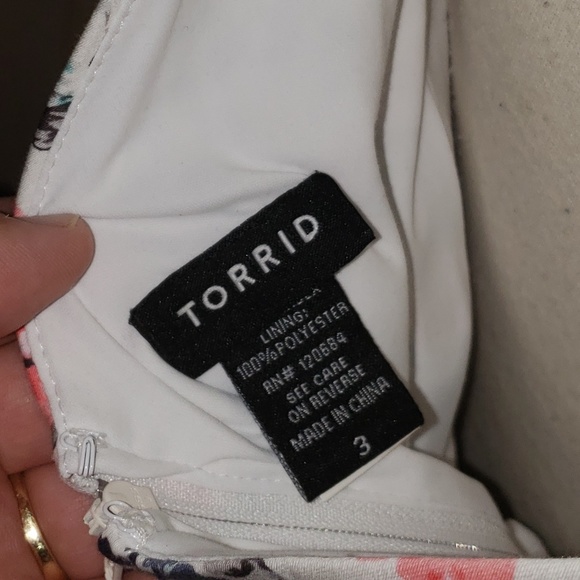 TORRID
LINING:
100%POLYESTER
RN# 120684
SEE CARE
ON REVERSE
MADE IN CHINA
3